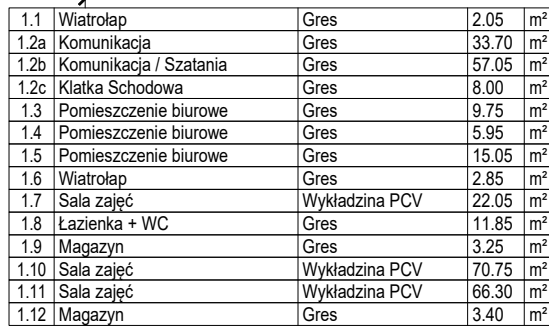 1.1 Wiatrołap Gres 2.05 m²
1.2a Komunikacja Gres 33.70 m²
1.2b Komunikacja / Szatania Gres 57.05 m²
1.2c Klatka Schodowa Gres 8.00 m²
1.3 Pomieszczenie biurowe Gres 9.75 m²
1.4 Pomieszczenie biurowe Gres 5.95 m²
1.5 Pomieszczenie biurowe Gres 15.05 m²
1.6 Wiatrołap Gres 2.85 m²
1.7 Sala zajęć Wykładzina PCV 22.05 m²
1.8 Łazienka + WC Gres 11.85 m²
1.9 Magazyn Gres 3.25 m²
1.10 Sala zajęć Wykładzina PCV 70.75 m²
1.11 Sala zajęć Wykładzina PCV 66.30 m²
1.12 Magazyn Gres 3.40 m²